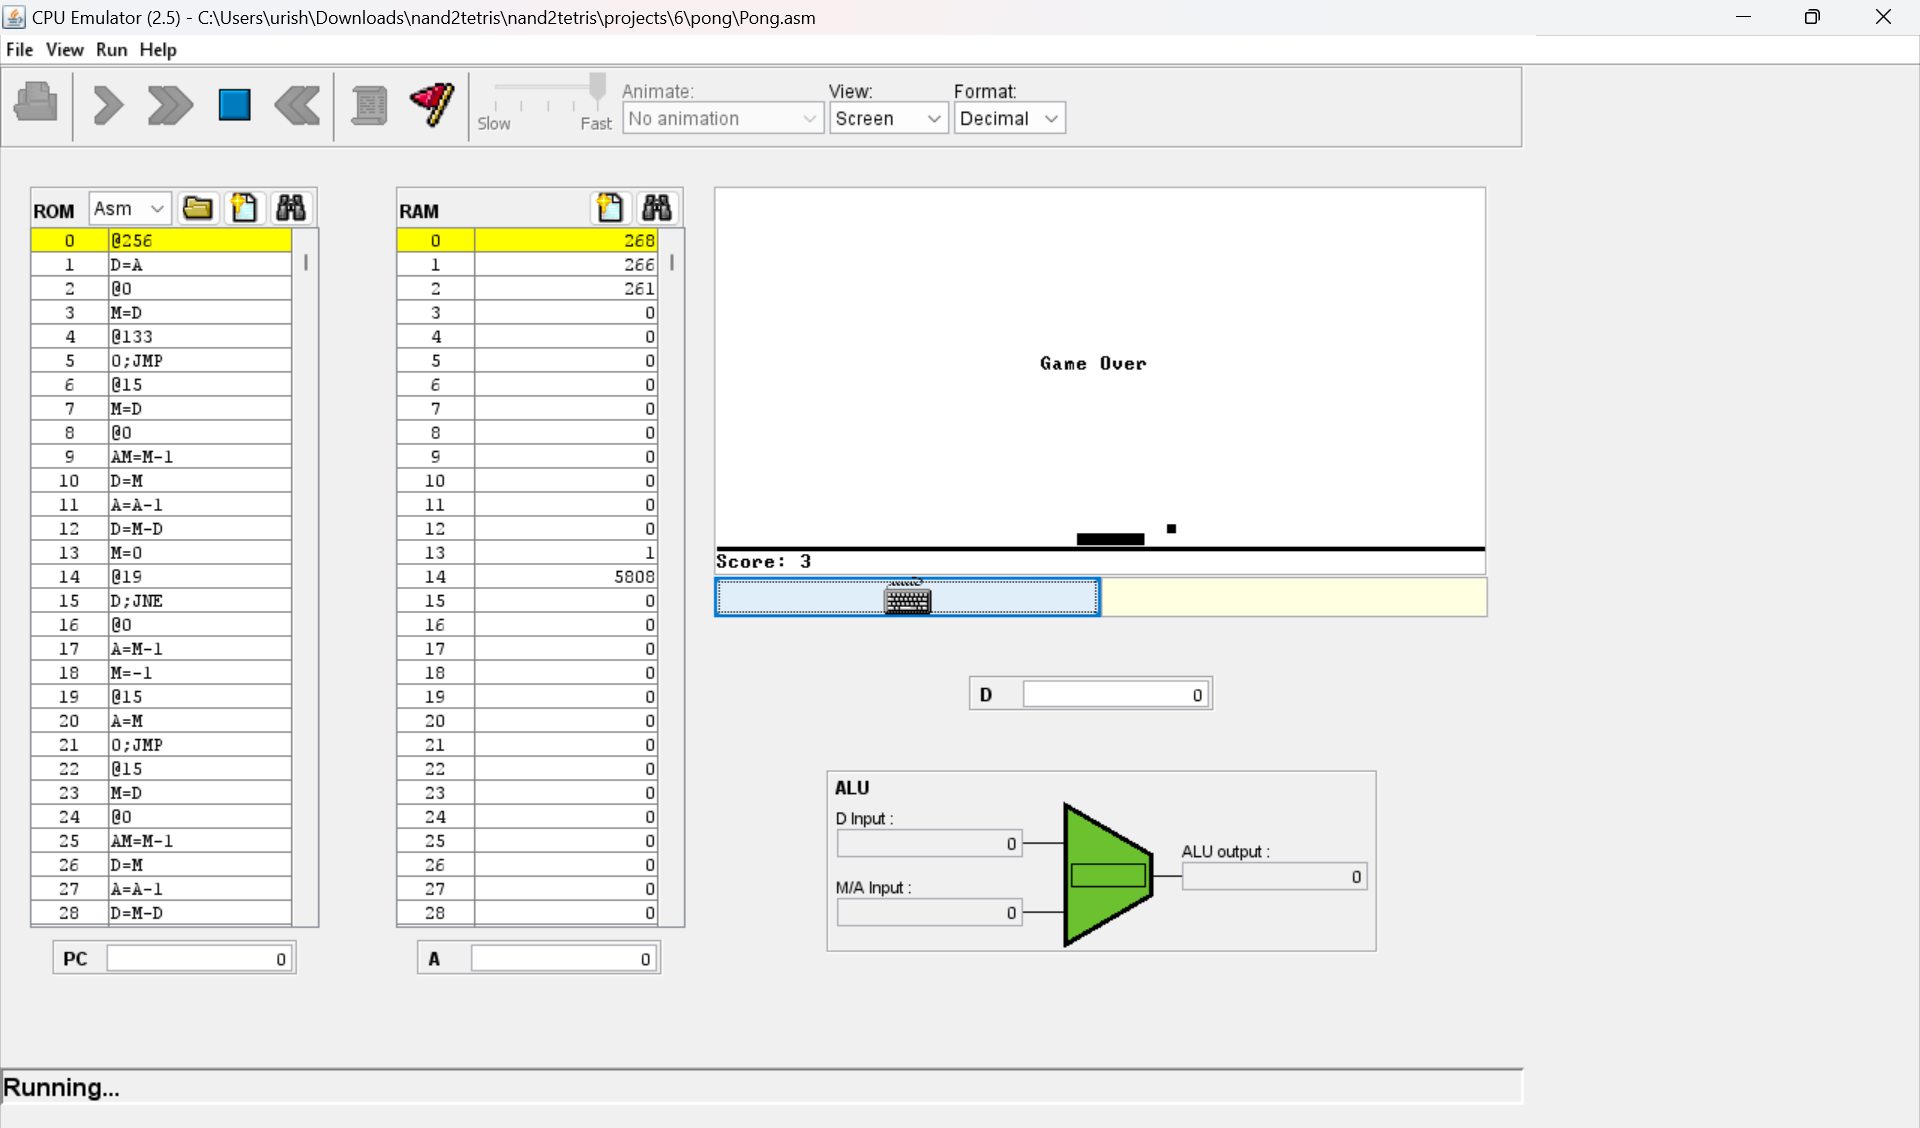 CPU Emulator (2.5) - C:\Users\urish\Downloads\nand2tetris\nand2tetris\projects\6\pong\Pong.asm
File View Run Help
Slow Fast
Animate: View: Format:
No animation Screen Decimal
ROM Asm
0 @256
1 D=A
2 @0
3 M=D
4 @133
5 0;JMP
6 @15
7 M=D
8 @0
9 AM=M-1
10 D=M
11 A=A-1
12 D=M-D
13 M=0
14 @19
15 D;JNE
16 @0
17 A=M-1
18 M=-1
19 @15
20 A=M
21 0;JMP
22 @15
23 M=D
24 @0
25 AM=M-1
26 D=M
27 A=A-1
28 D=M-D
PC 0
RAM
0 268
1 266
2 261
3 0
4 0
5 0
6 0
7 0
8 0
9 0
10 0
11 0
12 0
13 1
14 5808
15 0
16 0
17 0
18 0
19 0
20 0
21 0
22 0
23 0
24 0
25 0
26 0
27 0
28 0
A 0
Game Over
Score: 3
D 0
ALU
D Input :
0
M/A Input :
0
ALU output :
0
Running...